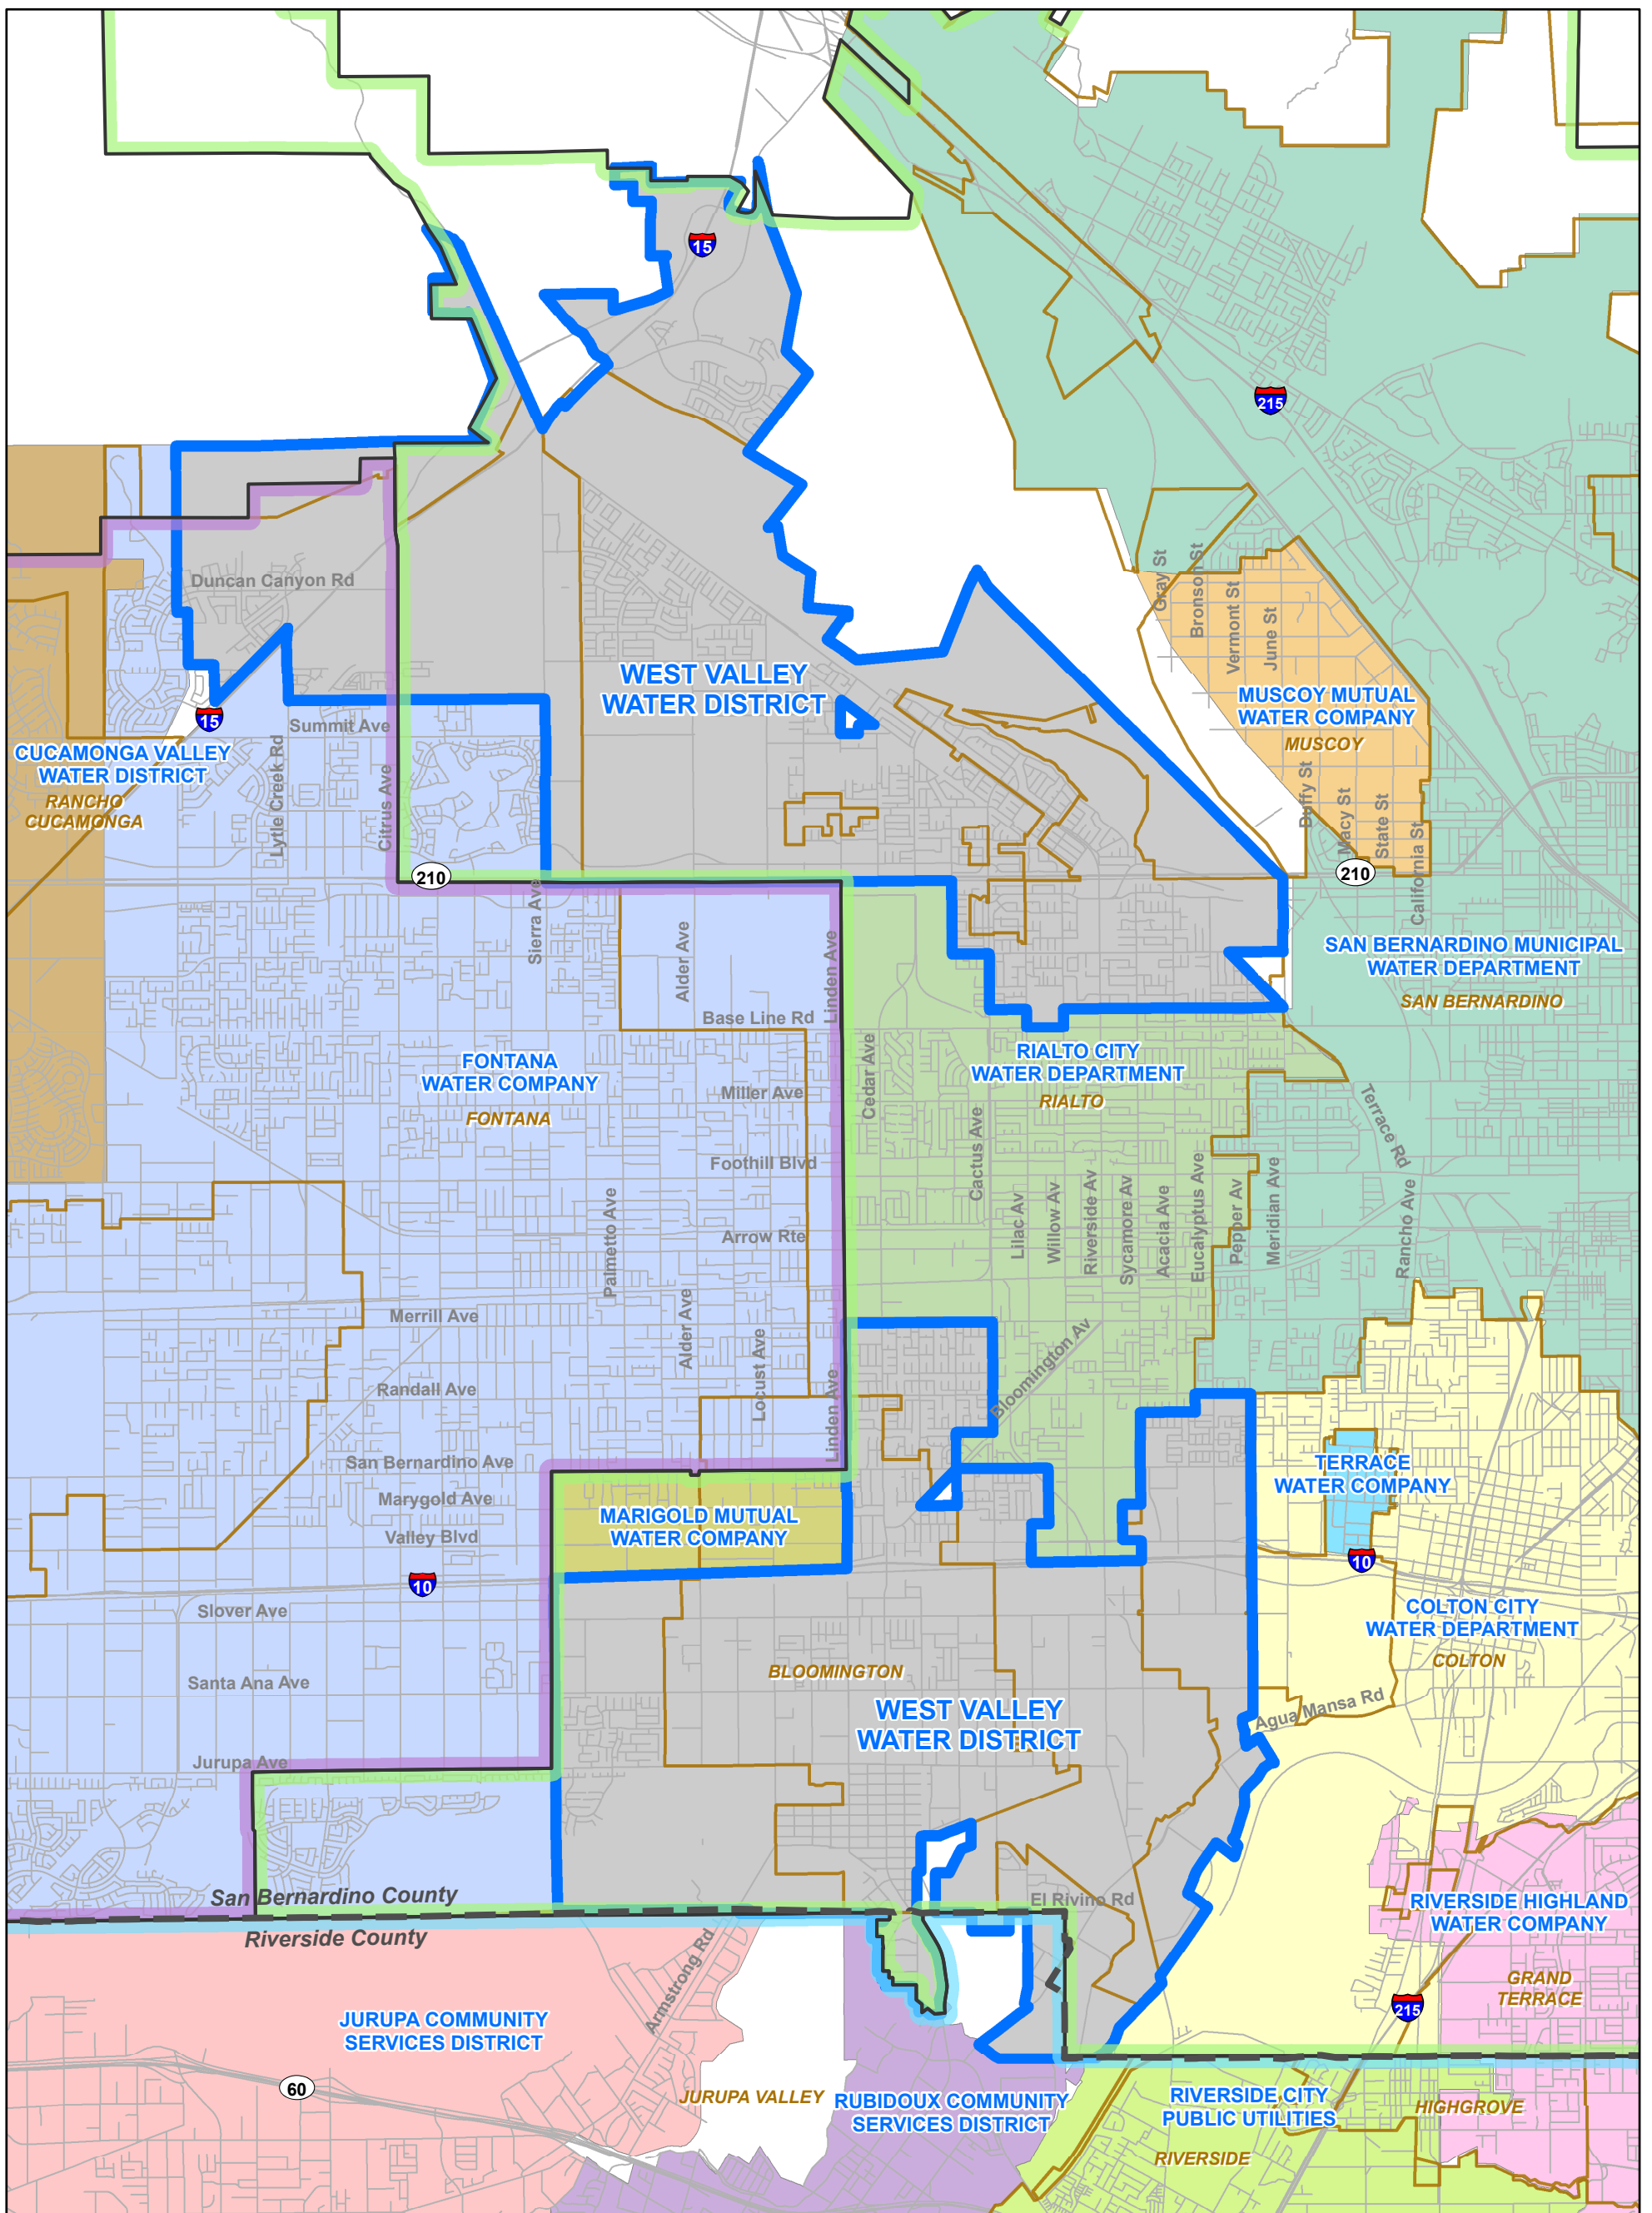 15
215
Duncan Canyon Rd
Gray St
Bronson St
Vermont St
June St
WEST VALLEY
WATER DISTRICT
MUSCOY MUTUAL
WATER COMPANY
MUSCOY
15
Summit Ave
CUCAMONGA VALLEY
WATER DISTRICT
RANCHO
CUCAMONGA
Lytle Creek Rd
Citrus Ave
Duffy St
Macy St
State St
California St
210
210
Sierra Ave
Alder Ave
Linden Ave
SAN BERNARDINO MUNICIPAL
WATER DEPARTMENT
SAN BERNARDINO
Base Line Rd
FONTANA
WATER COMPANY
FONTANA
Cedar Ave
RIALTO CITY
WATER DEPARTMENT
RIALTO
Miller Ave
Terrace Rd
Foothill Blvd
Cactus Ave
Lilac Av
Willow Av
Riverside Av
Sycamore Av
Acacia Ave
Eucalyptus Ave
Pepper Av
Meridian Ave
Rancho Ave
Palmetto Ave
Arrow Rte
Merrill Ave
Alder Ave
Locust Ave
Linden Ave
Bloomington Av
Randall Ave
San Bernardino Ave
TERRACE
WATER COMPANY
Marygold Ave
MARIGOLD MUTUAL
WATER COMPANY
Valley Blvd
10
10
Slover Ave
COLTON CITY
WATER DEPARTMENT
COLTON
BLOOMINGTON
Santa Ana Ave
WEST VALLEY
WATER DISTRICT
Agua Mansa Rd
Jurupa Ave
San Bernardino County
El Rivino Rd
RIVERSIDE HIGHLAND
WATER COMPANY
Riverside County
Armstrong Rd
GRAND
TERRACE
215
JURUPA COMMUNITY
SERVICES DISTRICT
60
JURUPA VALLEY
RUBIDOUX COMMUNITY
SERVICES DISTRICT
RIVERSIDE CITY
PUBLIC UTILITIES
HIGHGROVE
RIVERSIDE